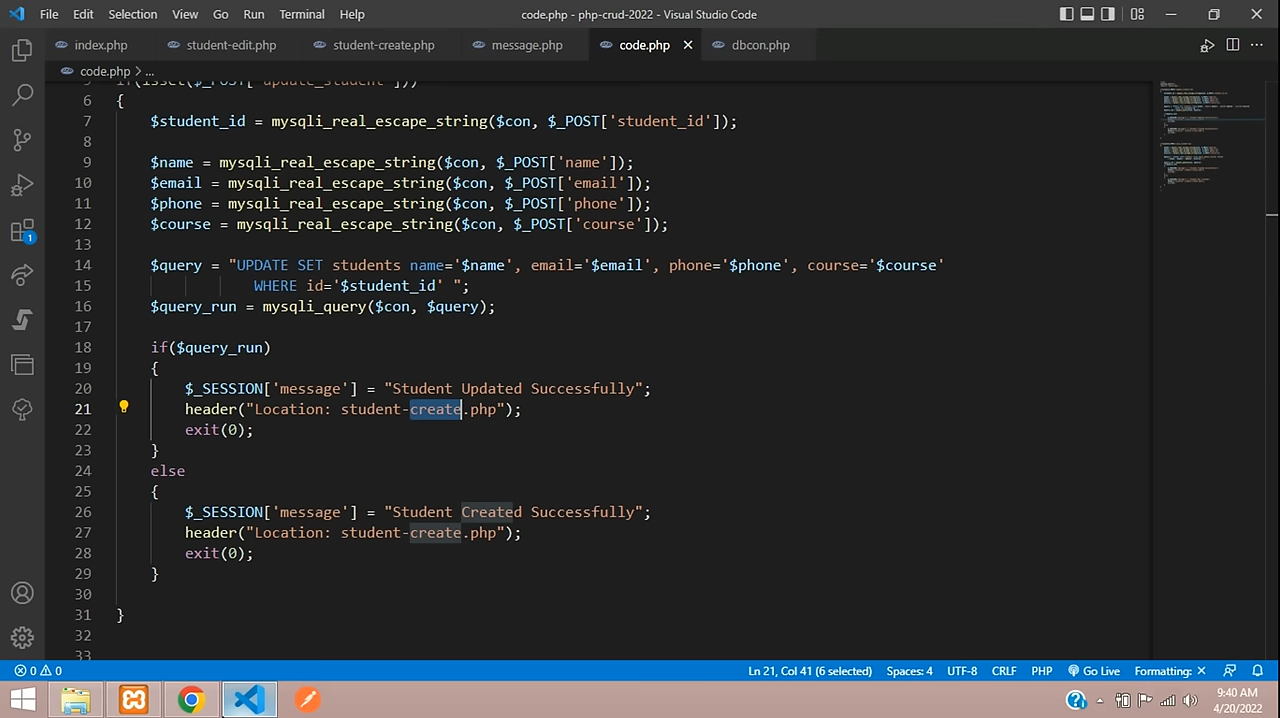 File Edit Selection View Go Run Terminal Help code.php - php-crud-2022 - Visual Studio Code
index.php student-edit.php student-create.php message.php code.php dbcon.php
code.php > ...
5 if(isset($_POST['update_student']))
6 {
7 $student_id = mysqli_real_escape_string($con, $_POST['student_id']);
8
9 $name = mysqli_real_escape_string($con, $_POST['name']);
10 $email = mysqli_real_escape_string($con, $_POST['email']);
11 $phone = mysqli_real_escape_string($con, $_POST['phone']);
12 $course = mysqli_real_escape_string($con, $_POST['course']);
13
14 $query = "UPDATE SET students name='$name', email='$email', phone='$phone', course='$course'
15 WHERE id='$student_id' ";
16 $query_run = mysqli_query($con, $query);
17
18 if($query_run)
19 {
20 $_SESSION['message'] = "Student Updated Successfully";
21 header("Location: student-create.php");
22 exit(0);
23 }
24 else
25 {
26 $_SESSION['message'] = "Student Created Successfully";
27 header("Location: student-create.php");
28 exit(0);
29 }
30
31 }
32
33
1
0 0 Ln 21, Col 41 (6 selected) Spaces: 4 UTF-8 CRLF PHP Go Live Formatting: ×
9:40 AM
4/20/2022